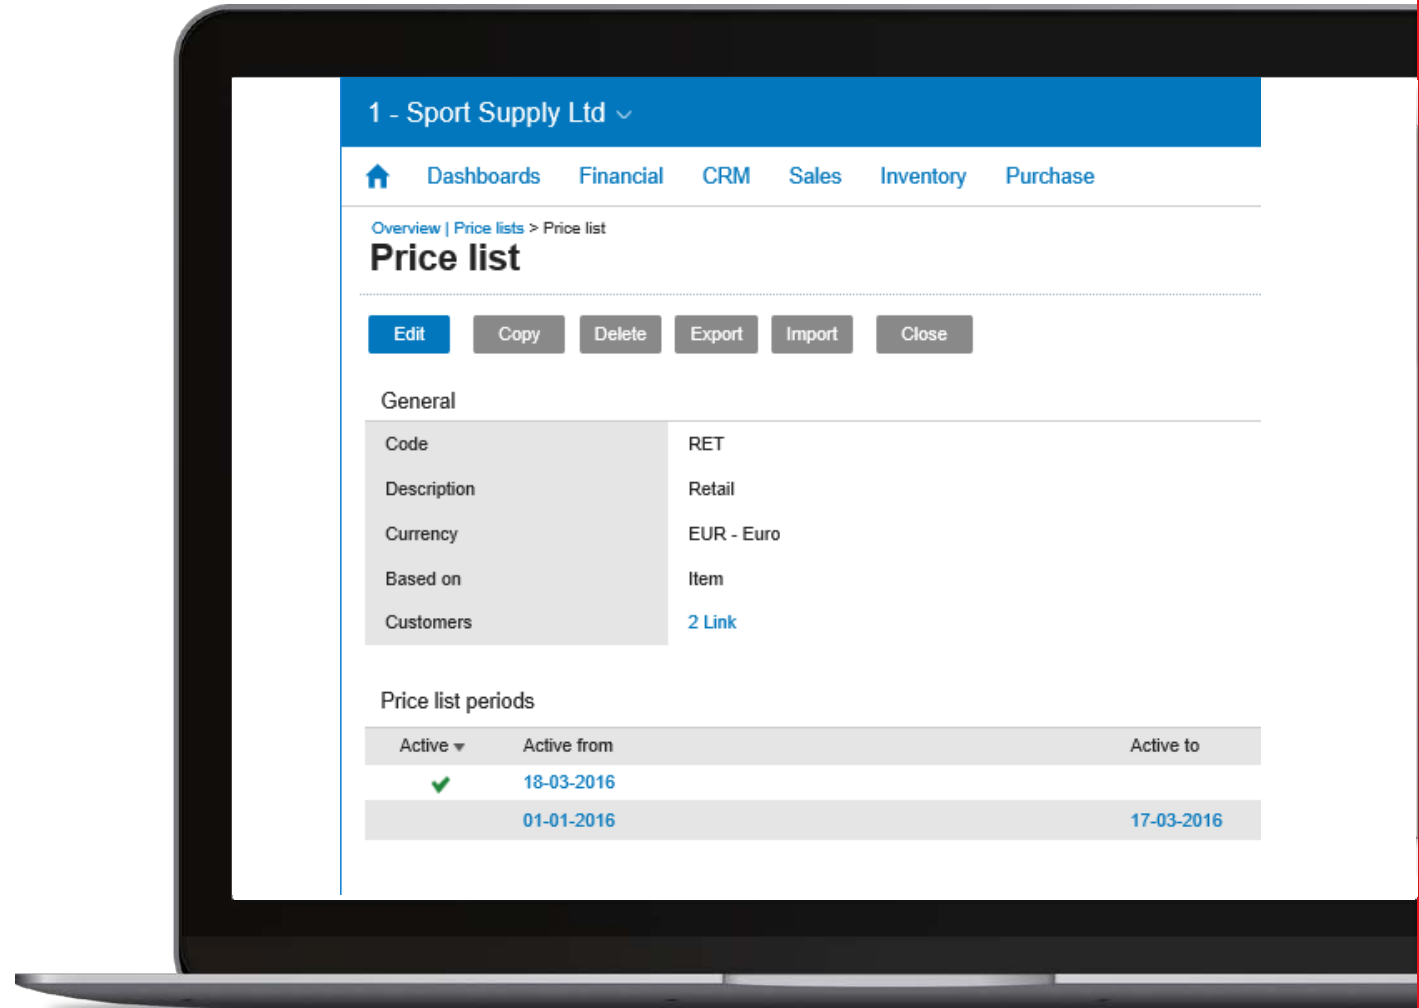 1 - Sport Supply Ltd
Dashboards Financial CRM Sales Inventory Purchase
Overview | Price lists > Price list
Price list
Edit Copy Delete Export Import Close
General
Code RET
Description Retail
Currency EUR - Euro
Based on Item
Customers 2 Link
Price list periods
Active Active from Active to
18-03-2016
01-01-2016 17-03-2016